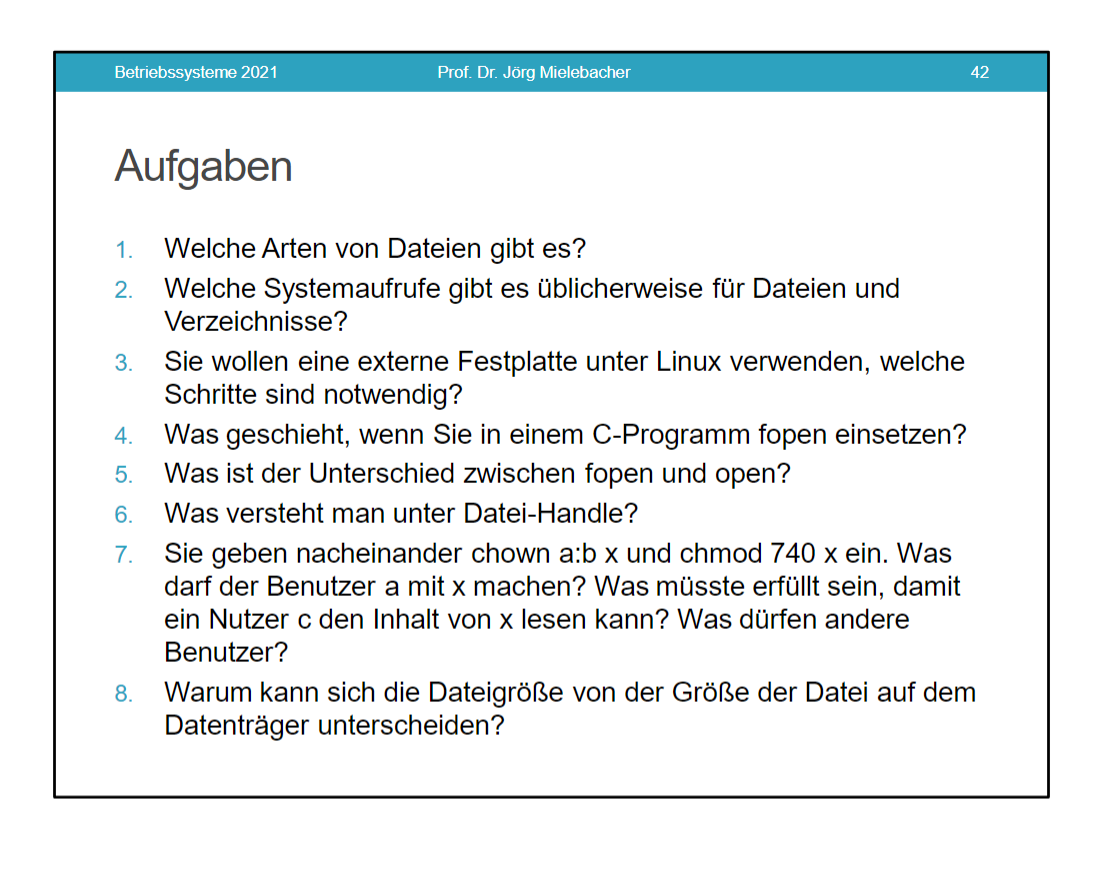 Betriebssysteme 2021 Prof. Dr. Jörg Mielebacher 42
Aufgaben
1. Welche Arten von Dateien gibt es?
2. Welche Systemaufrufe gibt es üblicherweise für Dateien und
Verzeichnisse?
3. Sie wollen eine externe Festplatte unter Linux verwenden, welche
Schritte sind notwendig?
4. Was geschieht, wenn Sie in einem C-Programm fopen einsetzen?
5. Was ist der Unterschied zwischen fopen und open?
6. Was versteht man unter Datei-Handle?
7. Sie geben nacheinander chown a:b x und chmod 740 x ein. Was
darf der Benutzer a mit x machen? Was müsste erfüllt sein, damit
ein Nutzer c den Inhalt von x lesen kann? Was dürfen andere
Benutzer?
8. Warum kann sich die Dateigröße von der Größe der Datei auf dem
Datenträger unterscheiden?